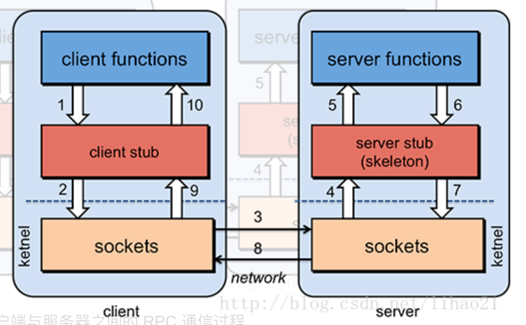 client functions
server functions
1
10
5
6
client stub
server stub
(skeleton)
2
9
4
7
ketnel
sockets
3
8
network
sockets
ketnel
client
server
http://blog.csdn.net/lihao21
户端与服务器之间的 RPC 通信过程